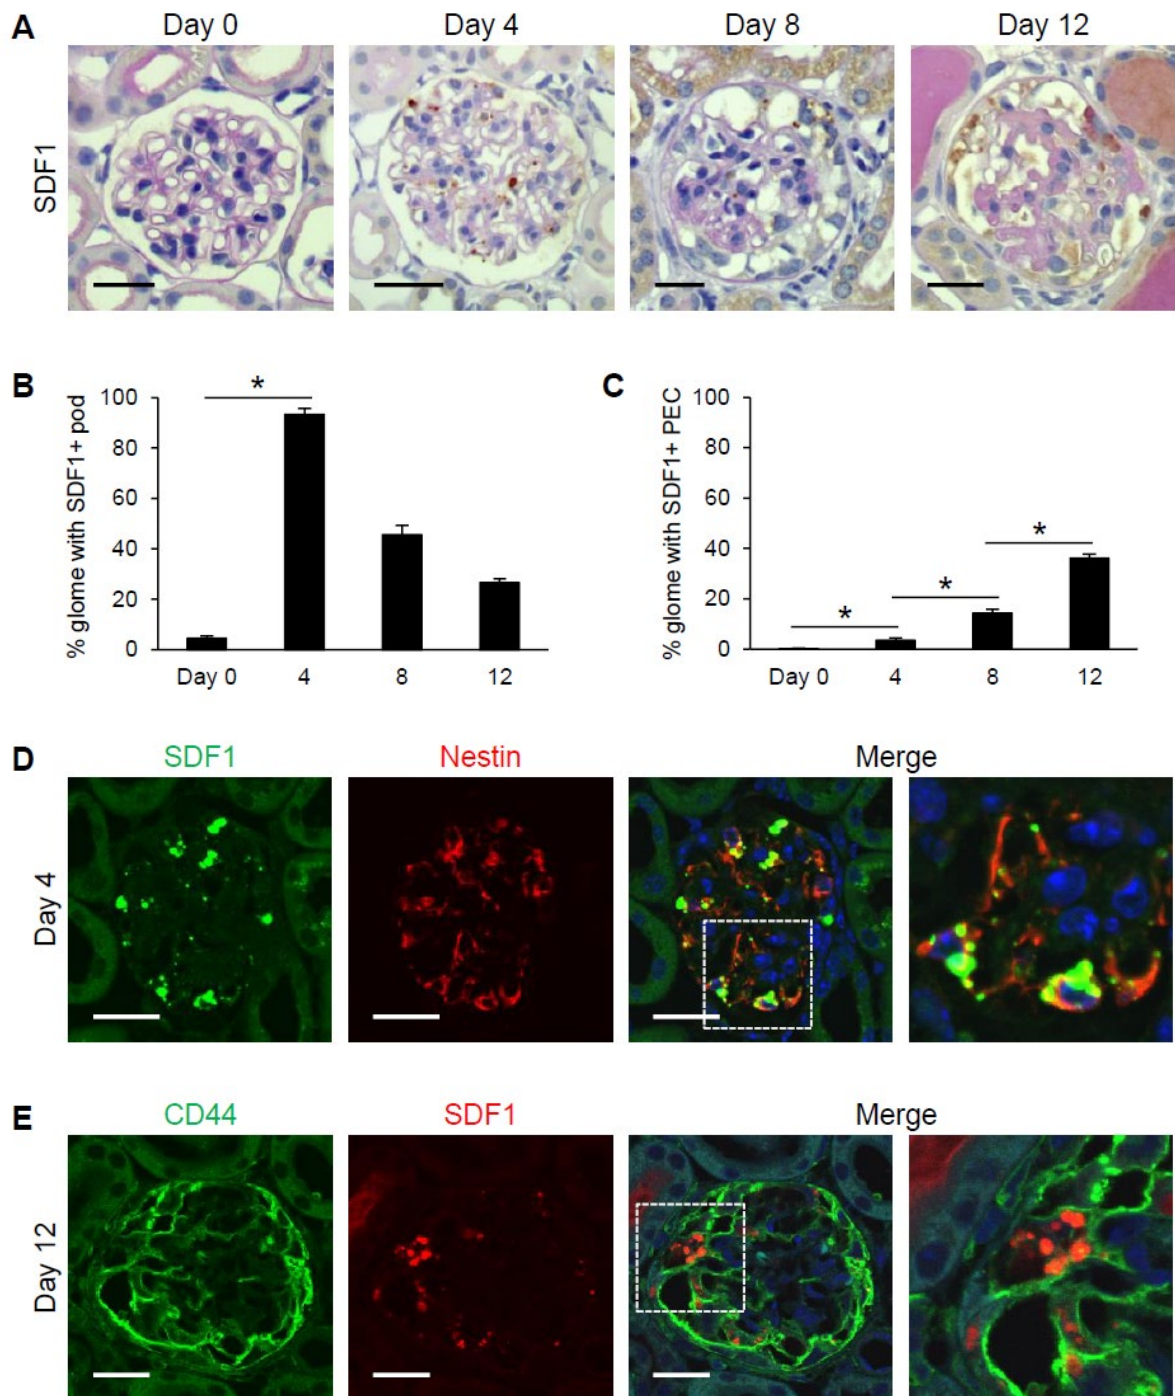 A
Day 0
Day 4
Day 8
Day 12
SDF1
B
C
% glome with SDF1+ pod
100
80
60
40
20
0
*
Day 0
4
8
12
% glome with SDF1+ PEC
100
80
60
40
20
0
*
*
*
Day 0
4
8
12
D
SDF1
Nestin
Merge
Day 4
E
CD44
SDF1
Merge
Day 12